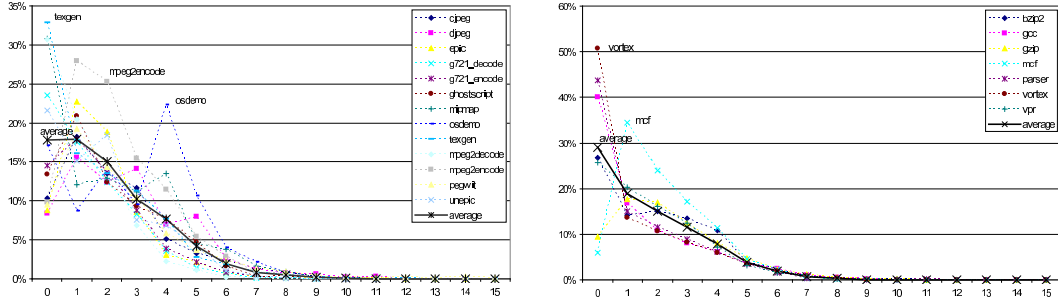 35%
30%
25%
20%
15%
10%
5%
0%
0 1 2 3 4 5 6 7 8 9 10 11 12 13 14 15
texgen
mpeg2encode
osdemo
average
cjpeg
djpeg
epic
g721_decode
g721_encode
ghostscript
mipmap
osdemo
texgen
mpeg2decode
mpeg2encode
pegwit
unepic
average
60%
50%
40%
30%
20%
10%
0%
0 1 2 3 4 5 6 7 8 9 10 11 12 13 14 15
vortex
mcf
average
bzip2
gcc
gzip
mcf
parser
vortex
vpr
average